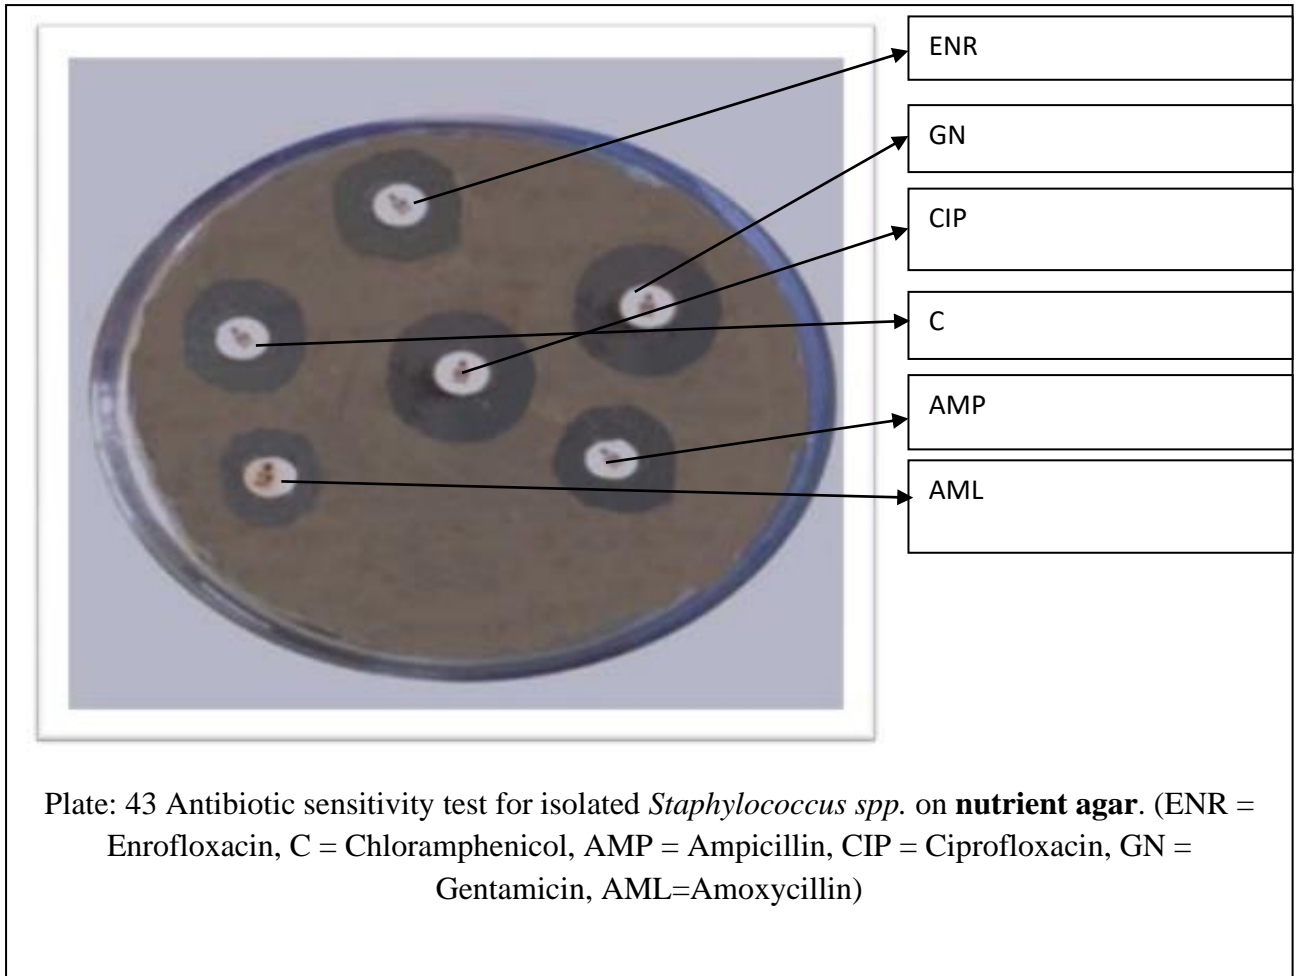 ENR
GN
CIP
C
AMP
AML
Plate: 43 Antibiotic sensitivity test for isolated Staphylococcus spp. on nutrient agar. (ENR =
Enrofloxacin, C = Chloramphenicol, AMP = Ampicillin, CIP = Ciprofloxacin, GN =
Gentamicin, AML=Amoxycillin)